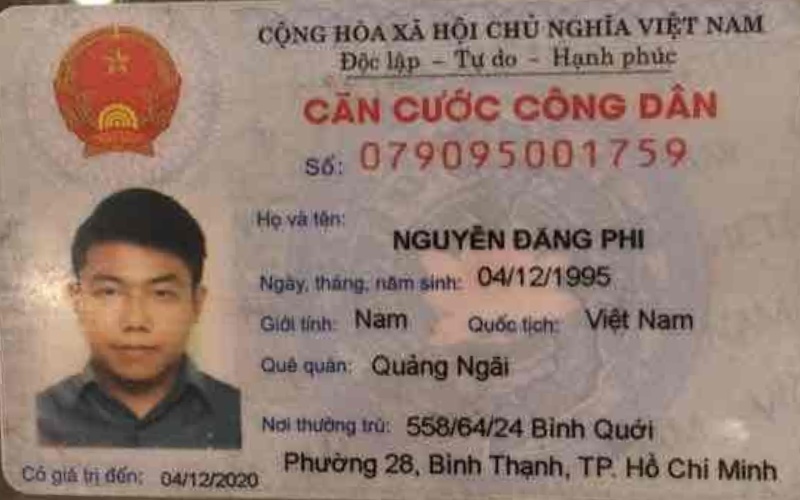 CỘNG HÒA XÃ HỘI CHỦ NGHĨA VIỆT NAM
Độc lập – Tự do – Hạnh phúc
CĂN CƯỚC CÔNG DÂN
Số: 079095001759
Họ và tên:
NGUYỄN ĐĂNG PHI
Ngày, tháng, năm sinh: 04/12/1995
Giới tính: Nam Quốc tịch: Việt Nam
Quê quán: Quảng Ngãi
Nơi thường trú: 558/64/24 Bình Quới
Phường 28, Bình Thạnh, TP. Hồ Chí Minh
Có giá trị đến: 04/12/2020